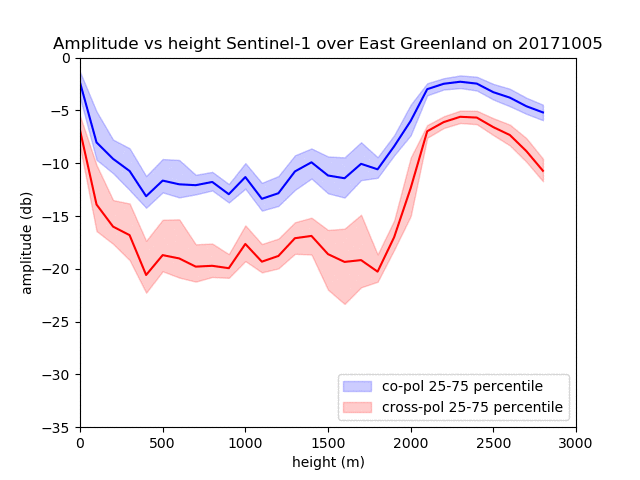 Amplitude vs height Sentinel-1 over East Greenland on 20171005
0
−5
−10
−15
−20
−25
−30
−35
amplitude (db)
co-pol 25-75 percentile
cross-pol 25-75 percentile
0 500 1000 1500 2000 2500 3000
height (m)